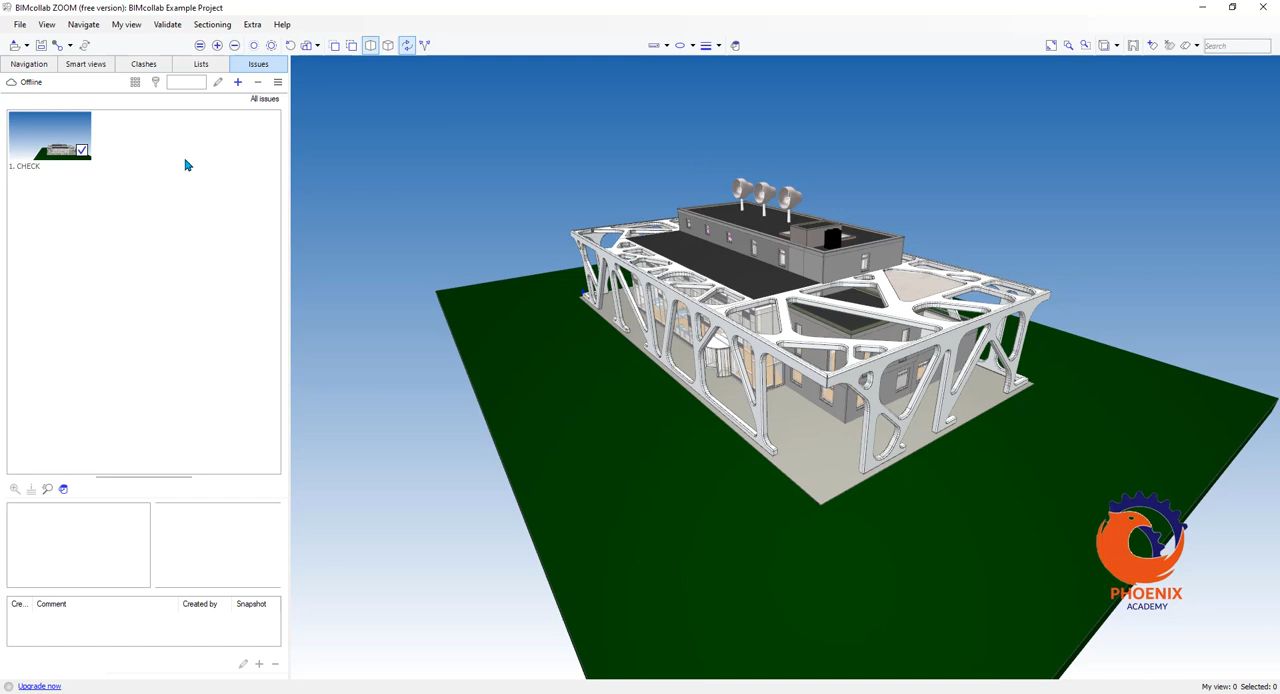 BIMcollab ZOOM (free version): BIMcollab Example Project
File View Navigate My view Validate Sectioning Extra Help
Search
Navigation Smart views Clashes Lists Issues
Offline
All issues
1. CHECK
Cre... Comment Created by Snapshot
PHOENIX
ACADEMY
Upgrade now
My view: 0 Selected: 0